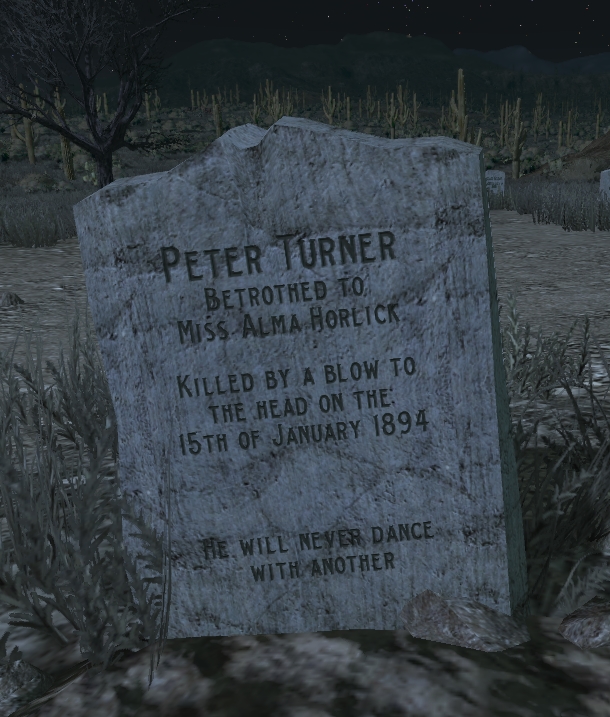 PETER TURNER
BETROTHED TO
MISS ALMA HORLICK
KILLED BY A BLOW TO
THE HEAD ON THE
15TH OF JANUARY 1894
HE WILL NEVER DANCE
WITH ANOTHER